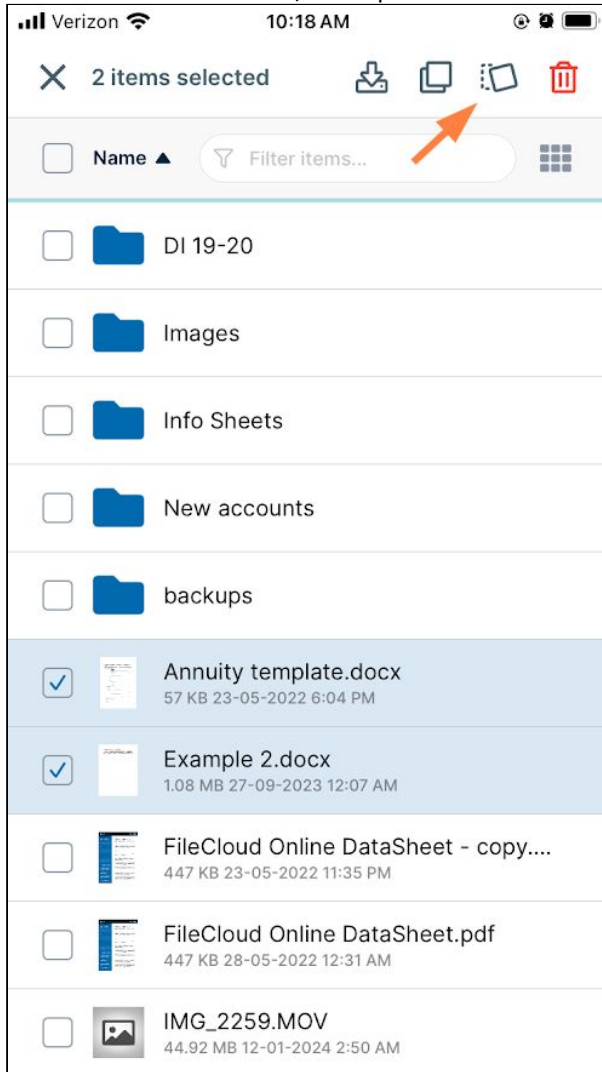 Verizon 10:18 AM
2 items selected
Name ▲ Filter items...
DI 19-20
Images
Info Sheets
New accounts
backups
Annuity template.docx
57 KB 23-05-2022 6:04 PM
Example 2.docx
1.08 MB 27-09-2023 12:07 AM
FileCloud Online DataSheet - copy....
447 KB 23-05-2022 11:35 PM
FileCloud Online DataSheet.pdf
447 KB 28-05-2022 12:31 AM
IMG_2259.MOV
44.92 MB 12-01-2024 2:50 AM